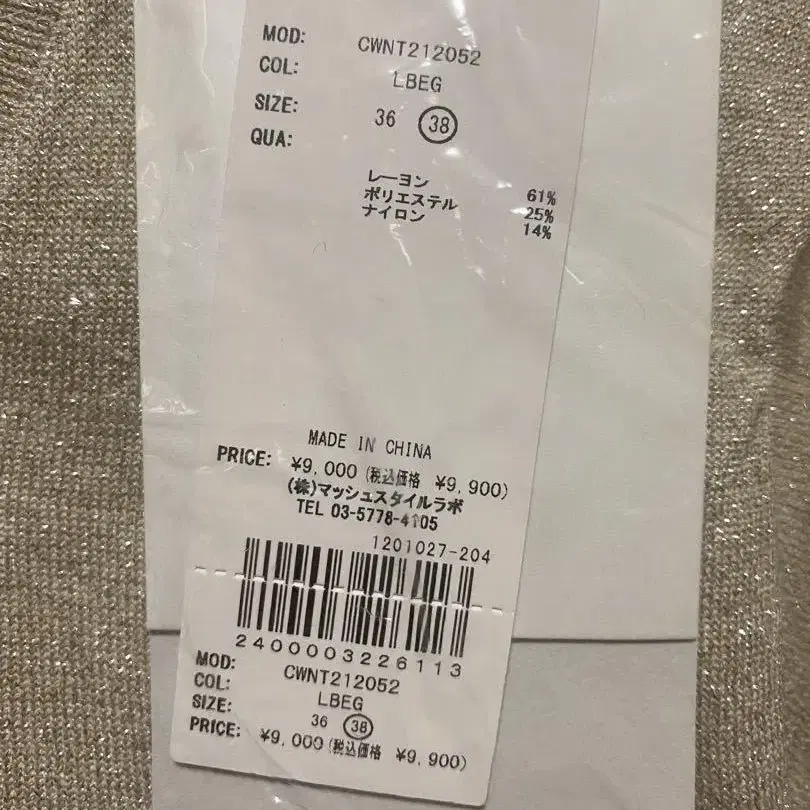 MOD: CWNT212052
COL: LBEG
SIZE: 36 38
QUA:
レーヨン 61%
ポリエステル 25%
ナイロン 14%
MADE IN CHINA
PRICE: ¥9,000 (税込価格 ¥9,900)
(株)マッシュスタイルラボ
TEL 03-5778-4105
1201027-204
2400003226113
MOD: CWNT212052
COL: LBEG
SIZE: 36 38
PRICE: ¥9,000 (税込価格 ¥9,900)